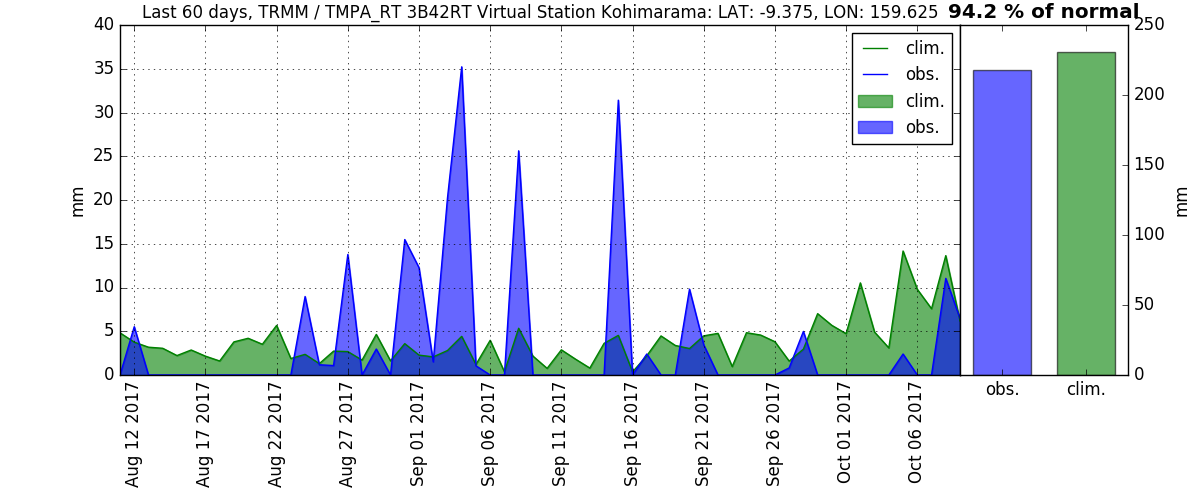 Last 60 days, TRMM / TMPA_RT 3B42RT Virtual Station Kohimarama: LAT: -9.375, LON: 159.625 94.2 % of normal
40
35
30
25
20
15
10
5
0
mm
clim.
obs.
clim.
obs.
250
200
150
100
50
0
mm
obs.
clim.
Aug 12 2017
Aug 17 2017
Aug 22 2017
Aug 27 2017
Sep 01 2017
Sep 06 2017
Sep 11 2017
Sep 16 2017
Sep 21 2017
Sep 26 2017
Oct 01 2017
Oct 06 2017